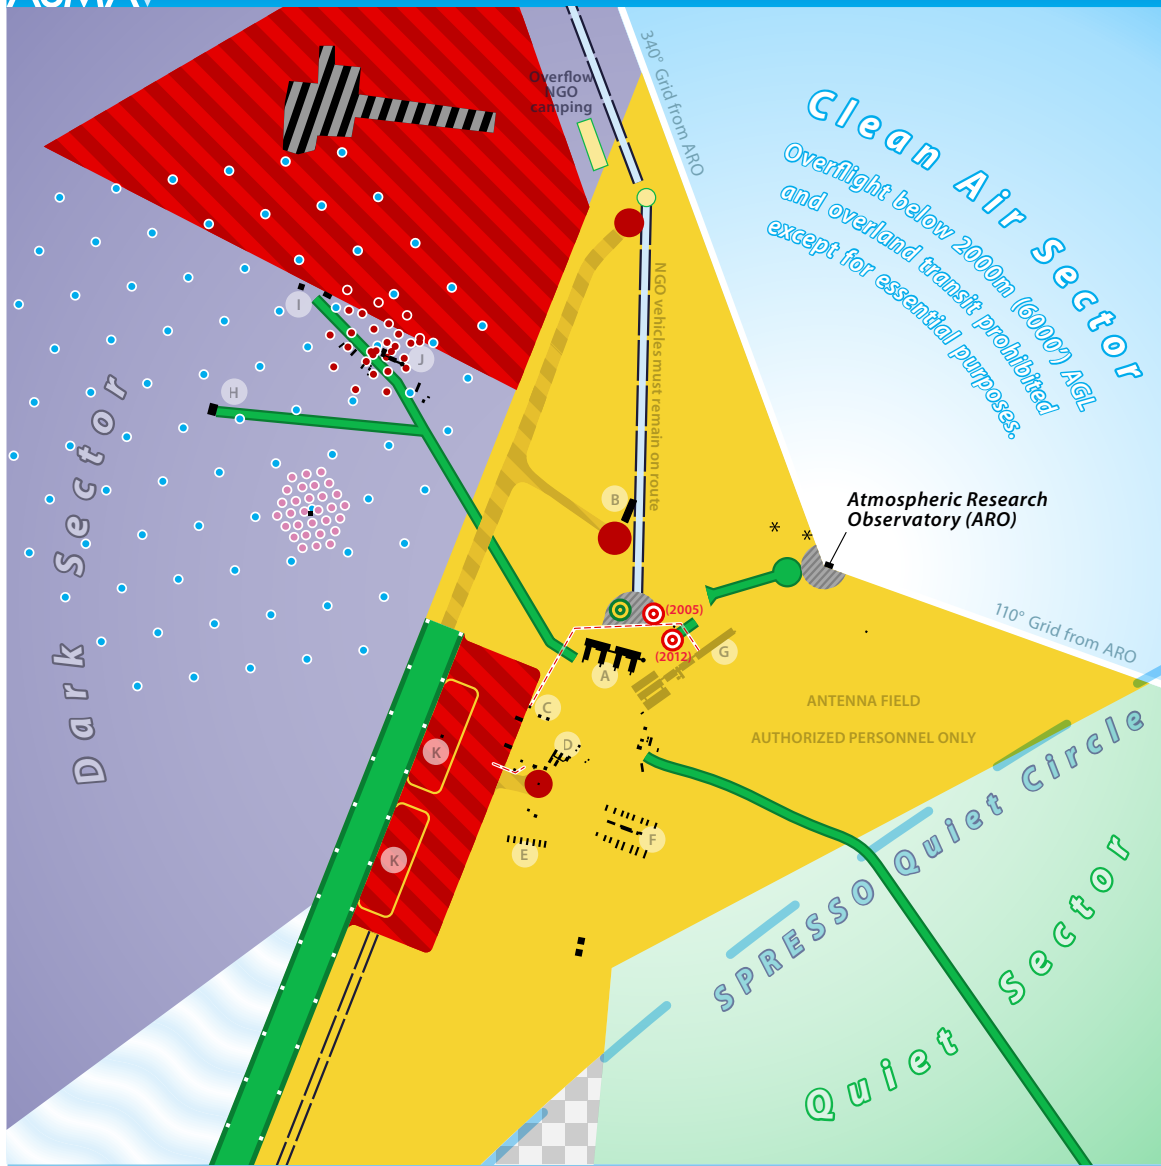 Overflow
NGO
camping
340° Grid from ARO
Clean Air Sector
Overflight below 2000m (6000') AGL
and overland transit prohibited
except for essential purposes.
NGO vehicles must remain on route
I
J
H
Dark Sector
B
Atmospheric Research
Observatory (ARO)
110° Grid from ARO
(2005)
(2012)
G
A
C
D
K
K
E
F
ANTENNA FIELD
AUTHORIZED PERSONNEL ONLY
SPRESSO Quiet Circle
Quiet Sector